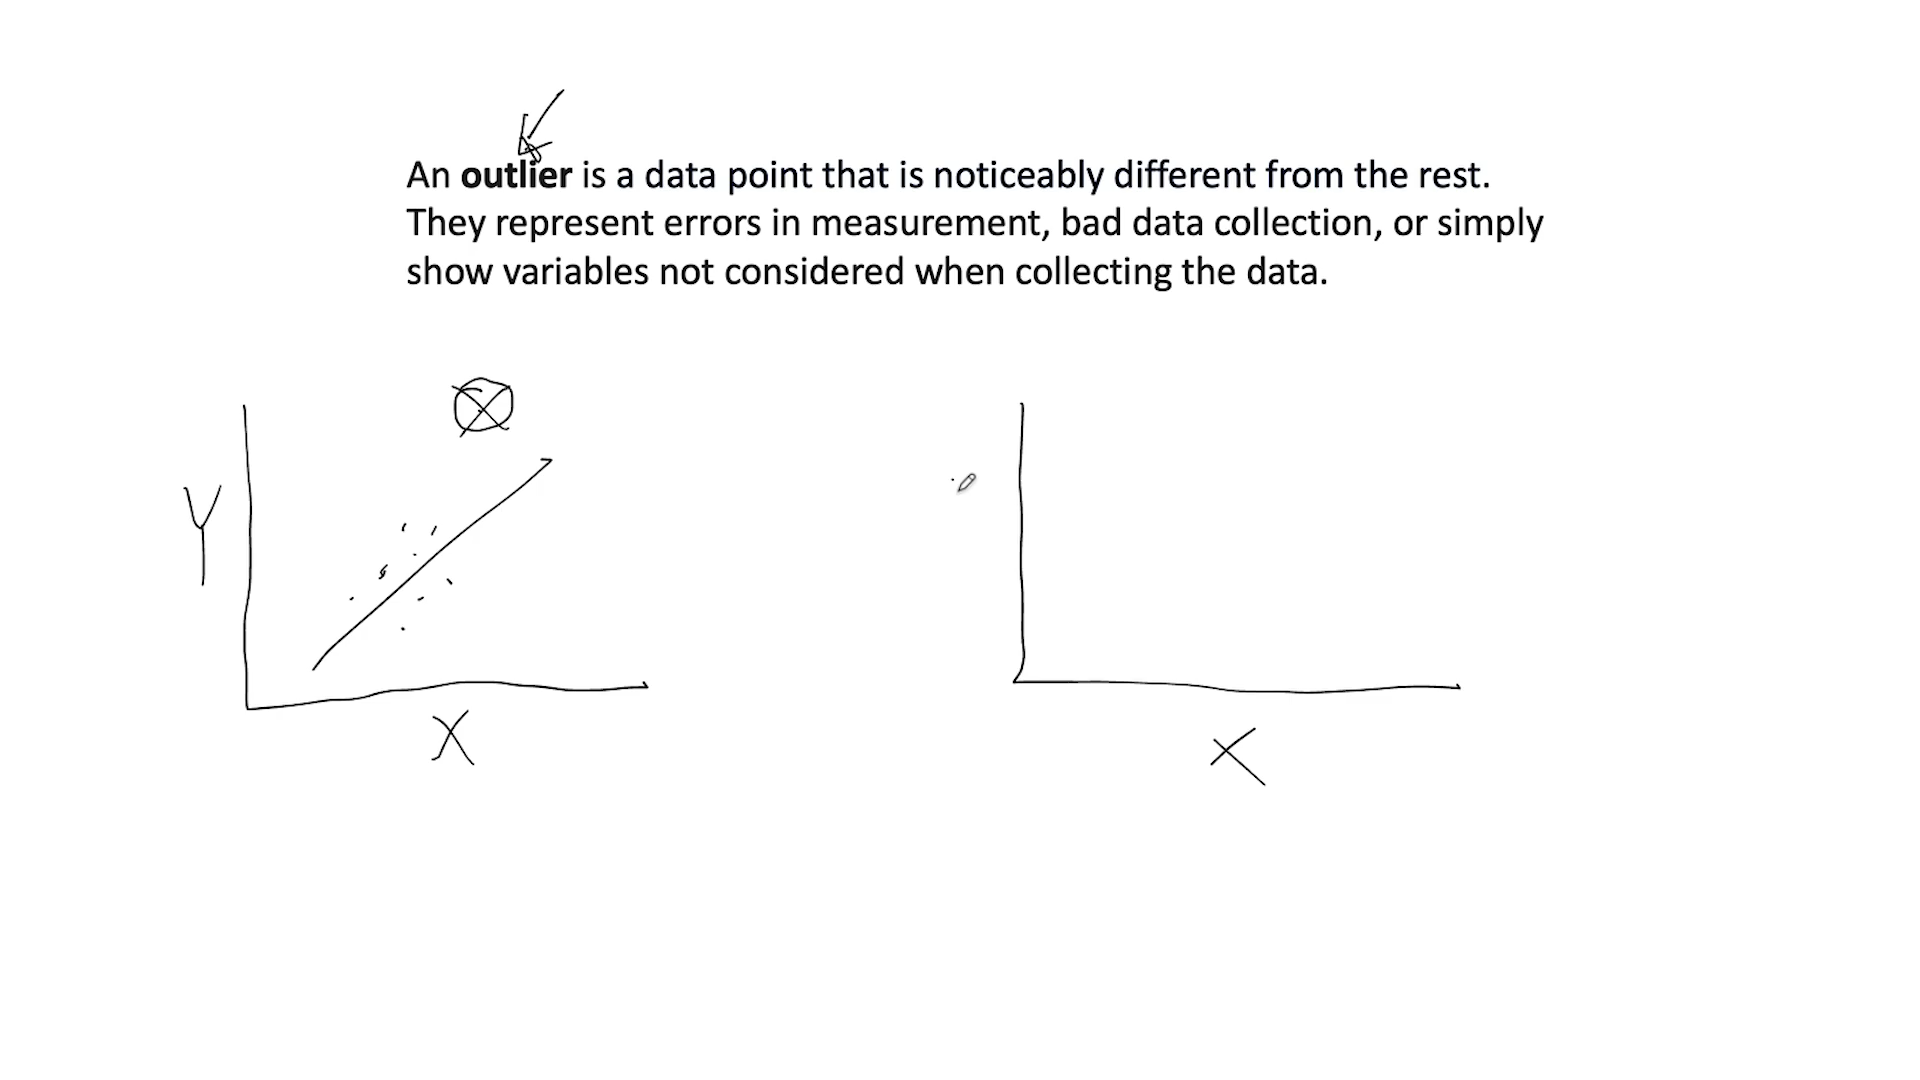 An outlier is a data point that is noticeably different from the rest.
They represent errors in measurement, bad data collection, or simply
show variables not considered when collecting the data.
Y
X
X